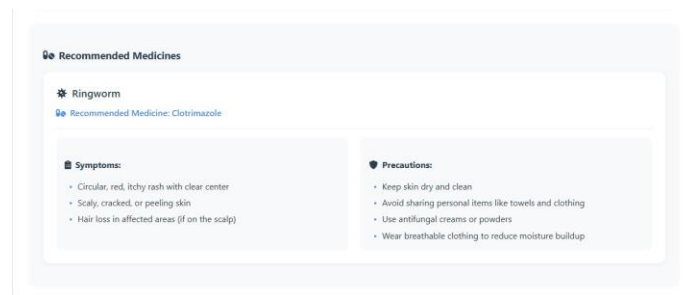 Recommended Medicines
Ringworm
Recommended Medicine: Clotrimazole
Symptoms:
• Circular, red, itchy rash with clear center
• Scaly, cracked, or peeling skin
• Hair loss in affected areas (if on the scalp)
Precautions:
• Keep skin dry and clean
• Avoid sharing personal items like towels and clothing
• Use antifungal creams or powders
• Wear breathable clothing to reduce moisture buildup